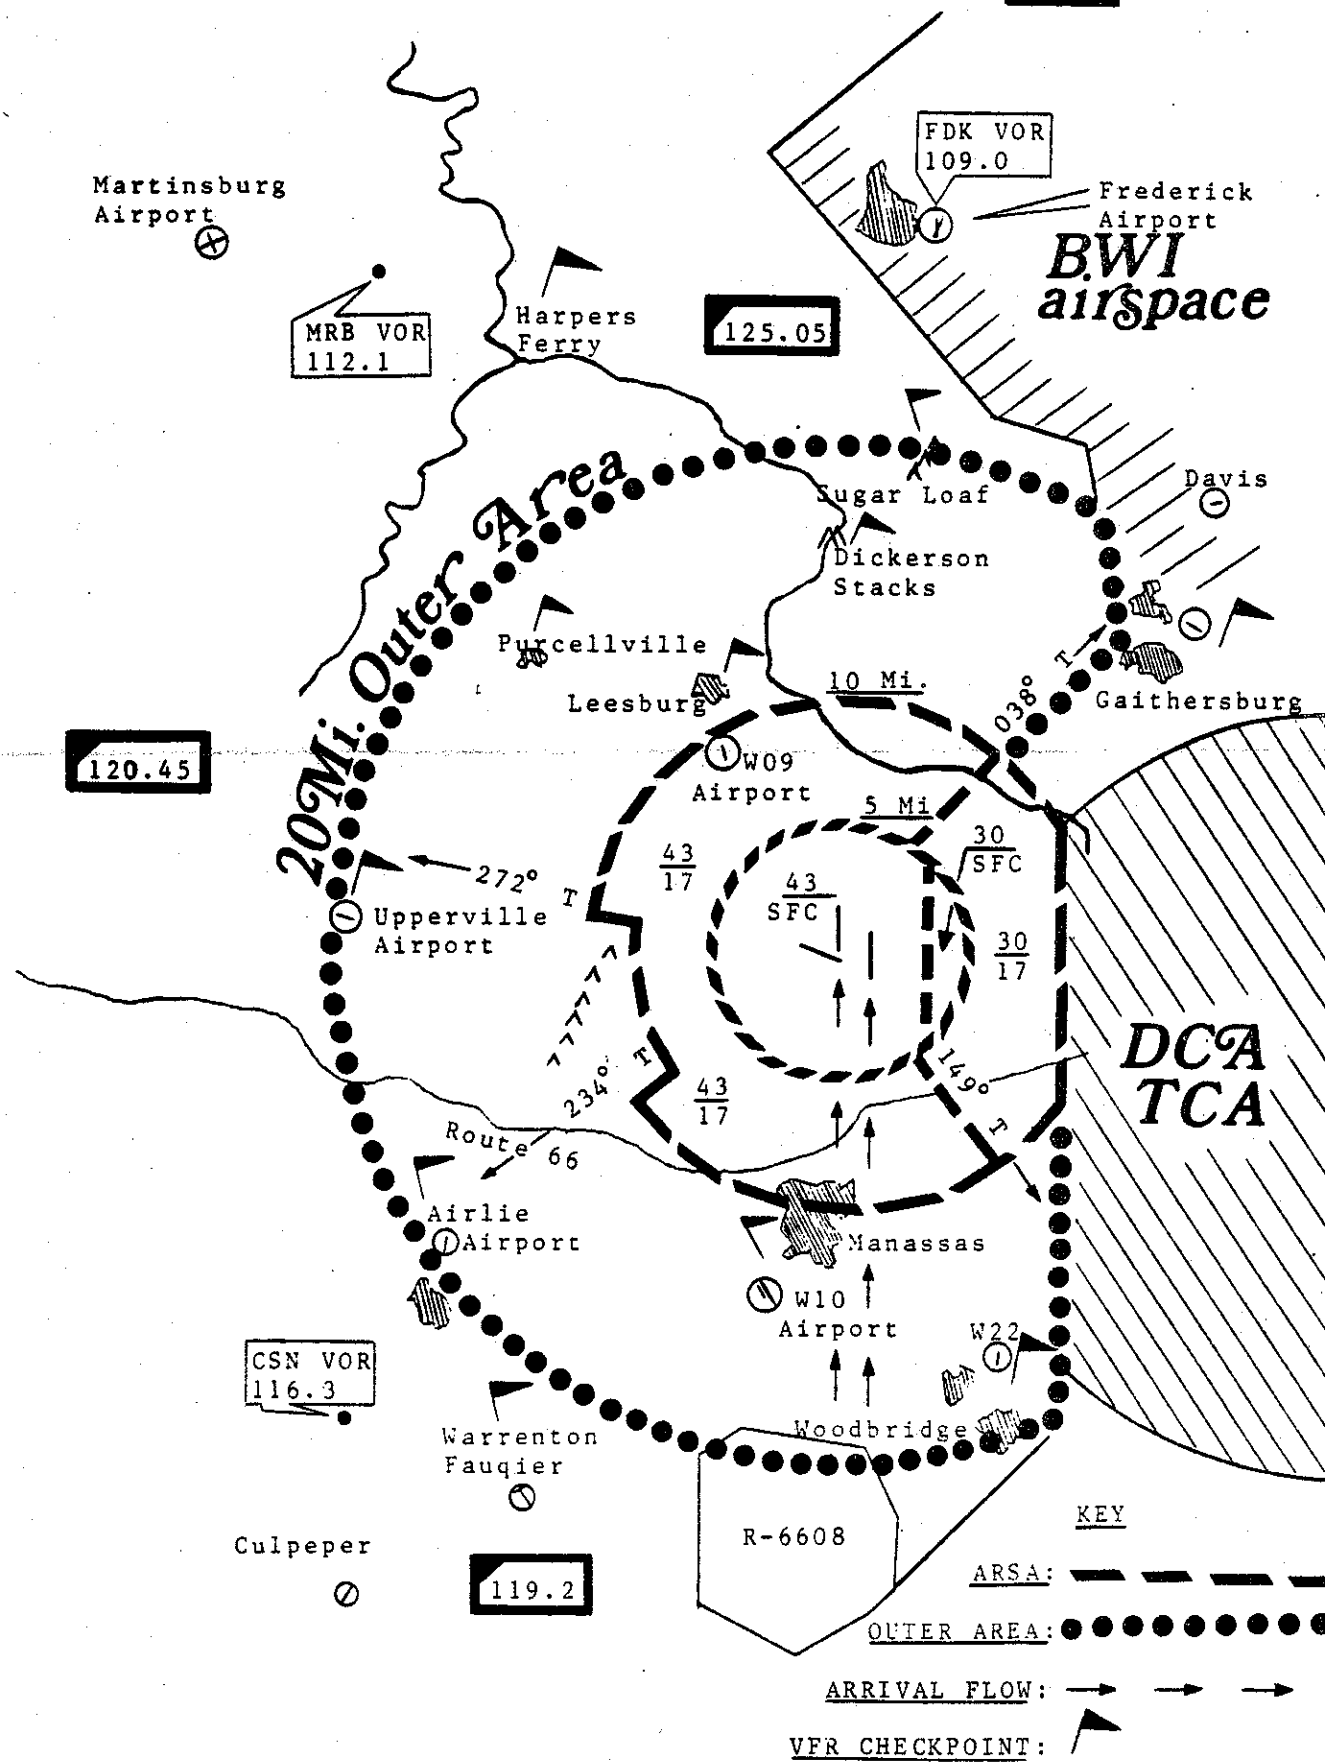 FDK VOR
109.0
Martinsburg
Airport
Frederick
Airport
BWI
airspace
Harpers
Ferry
125.05
MRB VOR
112.1
20 Mi. Outer Area
Sugar Loaf
Davis
Dickerson
Stacks
Purcellville
Leesburg
10 Mi.
T
038°
Gaithersburg
120.45
W09
Airport
5 Mi
30
SFC
43
17
43
SFC
272°
T
Upperville
Airport
30
17
DCA
TCA
149°
T
234°
T
43
17
Route 66
Airlie
Airport
Manassas
W10
Airport
W22
CSN VOR
116.3
Woodbridge
Warrenton
Fauqier
R-6608
Culpeper
119.2
KEY
ARSA:
OUTER AREA:
ARRIVAL FLOW:
VFR CHECKPOINT: